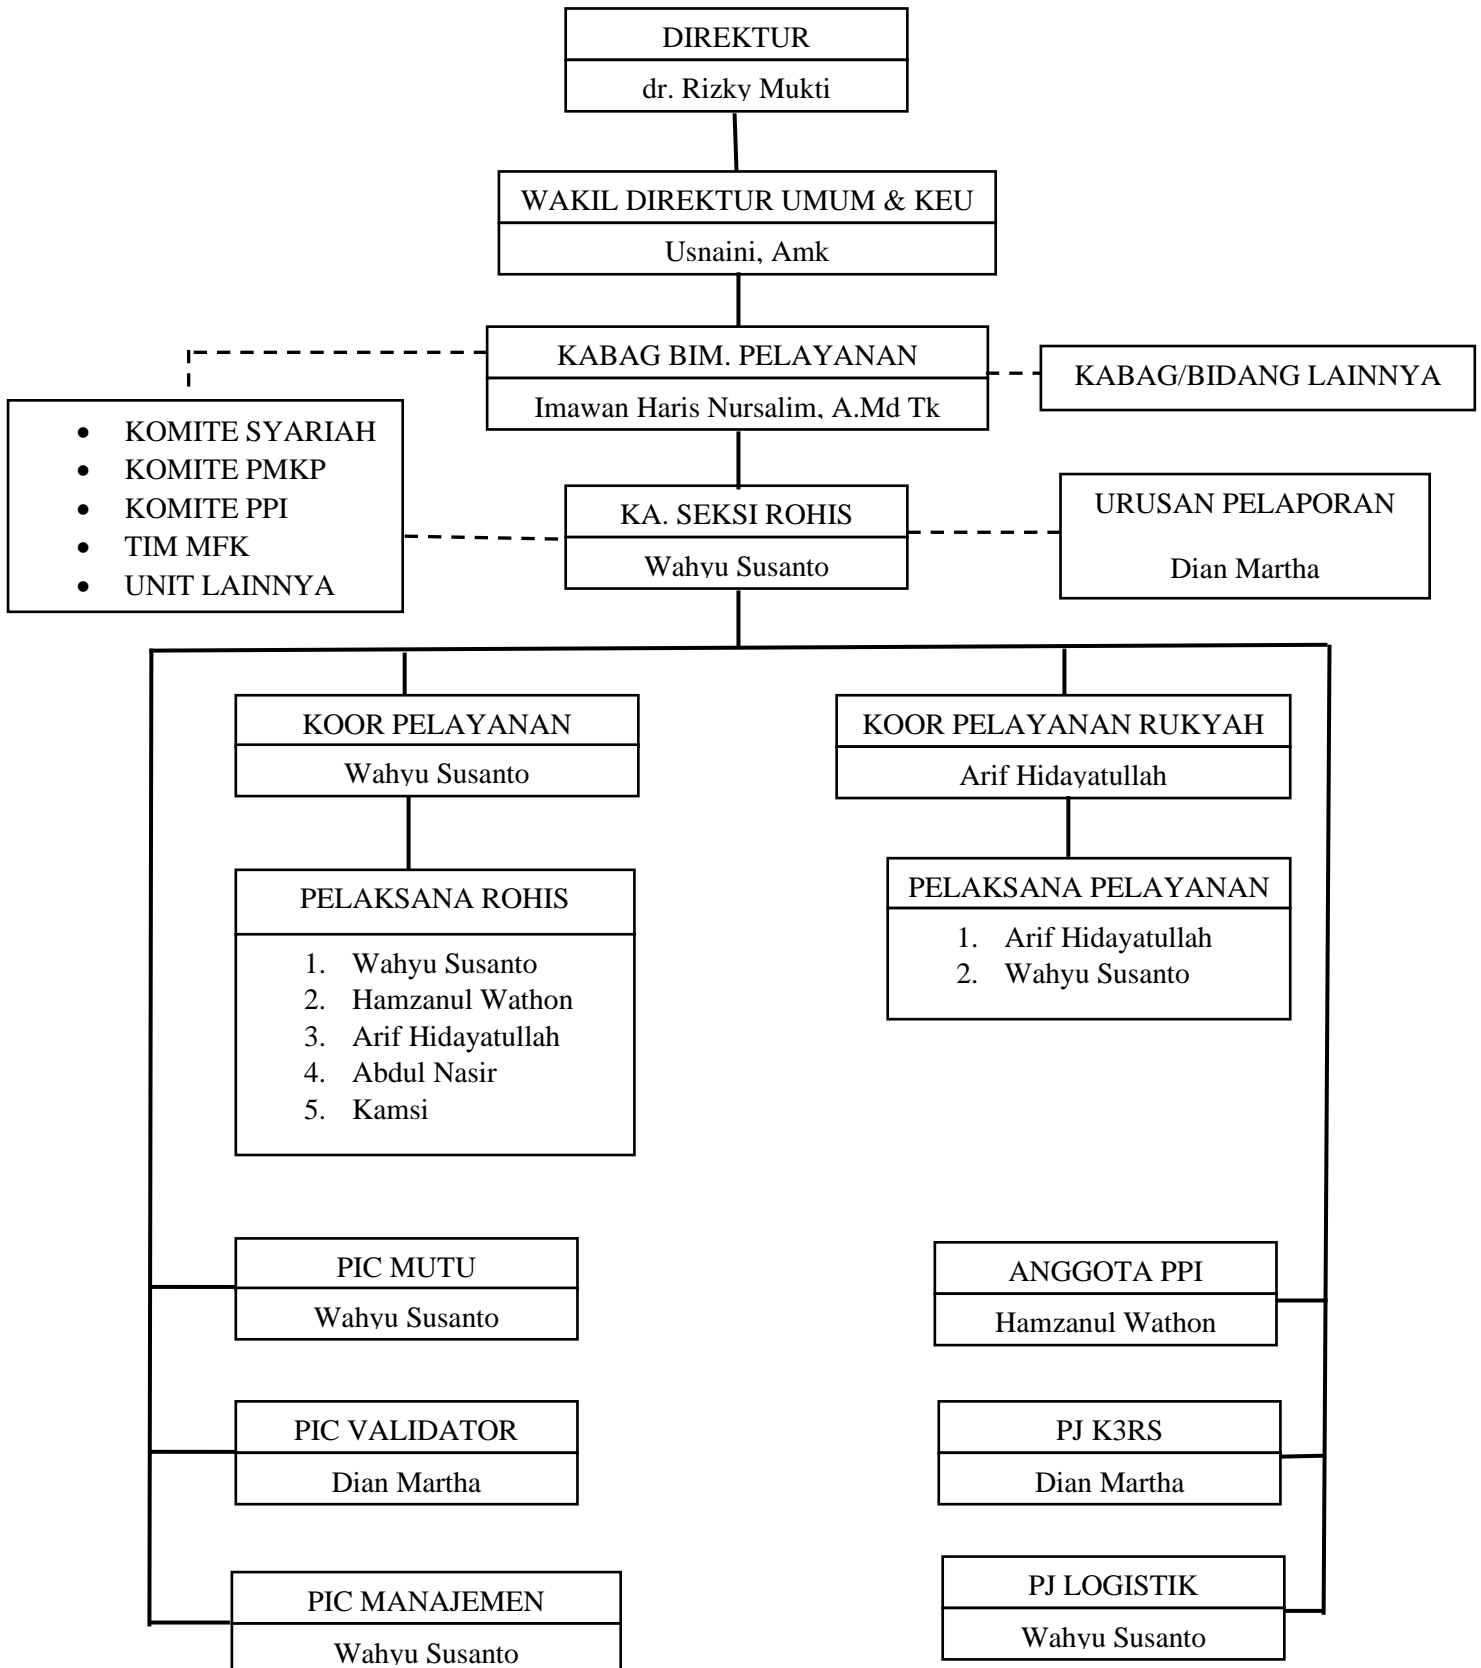 DIREKTUR
dr. Rizky Mukti
WAKIL DIREKTUR UMUM & KEU
Usnaini, Amk
KABAG BIM. PELAYANAN
Imawan Haris Nursalim, A.Md Tk
KABAG/BIDANG LAINNYA
• KOMITE SYARIAH
• KOMITE PMKP
• KOMITE PPI
• TIM MFK
• UNIT LAINNYA
KA. SEKSI ROHIS
Wahyu Susanto
URUSAN PELAPORAN
Dian Martha
KOOR PELAYANAN
Wahyu Susanto
KOOR PELAYANAN RUKYAH
Arif Hidayatullah
PELAKSANA ROHIS
1. Wahyu Susanto
2. Hamzanul Wathon
3. Arif Hidayatullah
4. Abdul Nasir
5. Kamsi
PELAKSANA PELAYANAN
1. Arif Hidayatullah
2. Wahyu Susanto
PIC MUTU
Wahyu Susanto
ANGGOTA PPI
Hamzanul Wathon
PIC VALIDATOR
Dian Martha
PJ K3RS
Dian Martha
PIC MANAJEMEN
Wahyu Susanto
PJ LOGISTIK
Wahyu Susanto